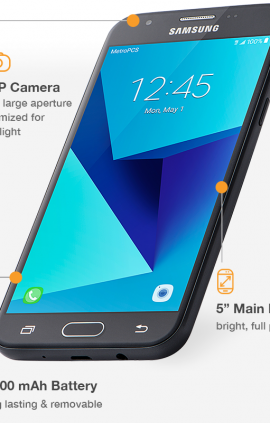 SAMSUNG
MetroPCS
100%
12:45
Mon, May 1
P Camera
large aperture
mized for
light
5” Main
bright, full
00 mAh Battery
lasting & removable